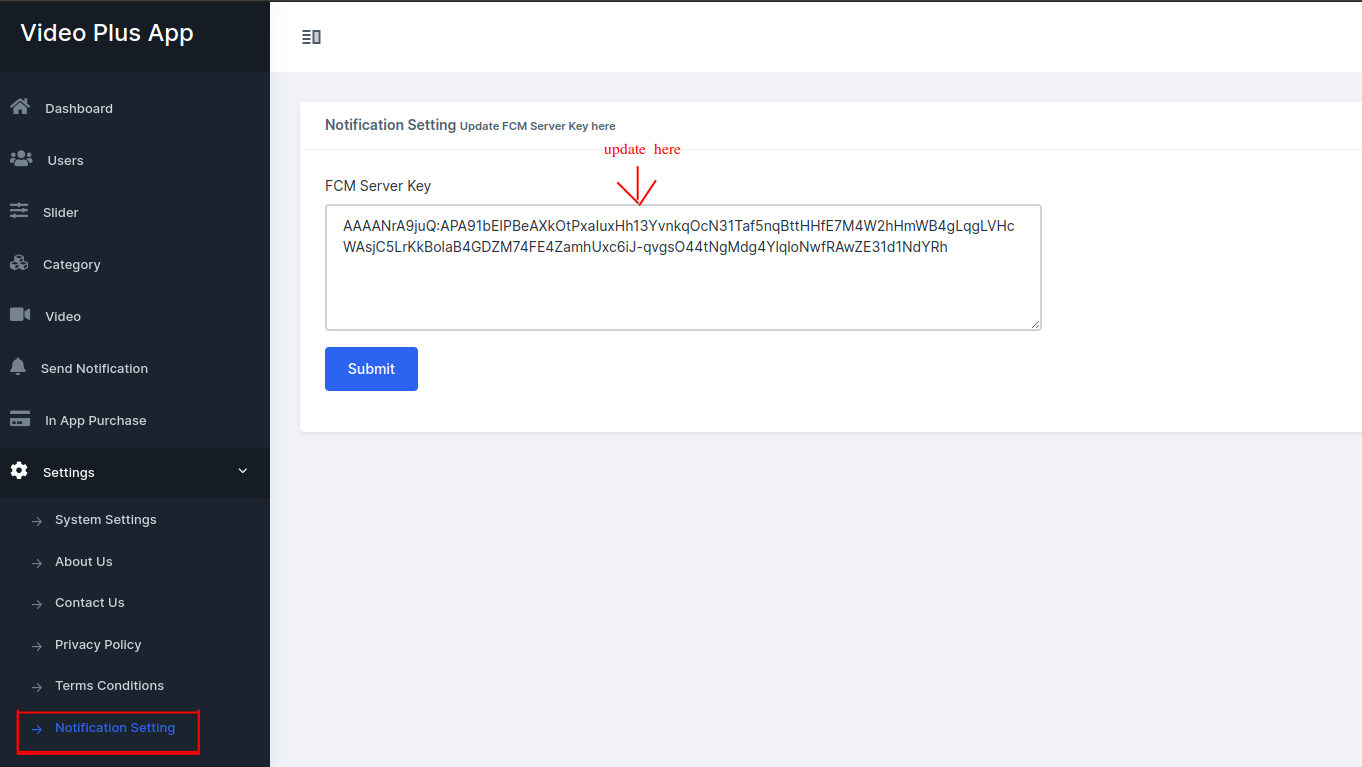 Video Plus App
Dashboard
Users
Slider
Category
Video
Send Notification
In App Purchase
Settings
System Settings
About Us
Contact Us
Privacy Policy
Terms Conditions
Notification Setting
Notification Setting Update FCM Server Key here
update here
FCM Server Key
AAAANrA9juQ:APA91bEIPBeAXkOtPxaIuxHh13YvnkqOcN31Taf5nqBttHHfE7M4W2hHmWB4gLqgLVHc
WAsjC5LrKkBolaB4GDZM74FE4ZamhUxc6iJ-qvgsO44tNgMdg4YlqloNwfRAwZE31d1NdYRh
Submit